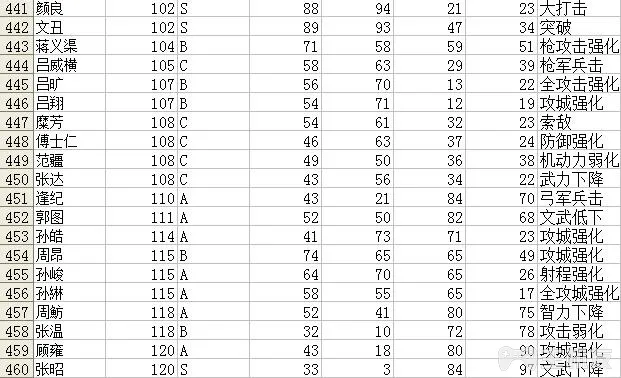 441 颜良 102 S 88 94 21 23 大打击
442 文丑 102 S 89 93 47 34 突破
443 蒋义渠 104 B 71 58 59 51 枪攻击强化
444 吕威横 105 C 58 63 29 39 枪军兵击
445 吕旷 107 B 56 70 13 22 全攻击强化
446 吕翔 107 B 54 71 12 19 攻城强化
447 糜芳 108 C 54 61 32 23 索敌
448 傅士仁 108 C 46 63 37 24 防御强化
449 范疆 108 C 49 50 36 38 机动力弱化
450 张达 108 C 43 56 34 22 武力下降
451 逢纪 110 A 43 21 84 70 弓军兵击
452 郭图 111 A 52 50 82 68 文武低下
453 孙皓 114 A 41 73 71 23 攻城强化
454 周昂 115 B 74 65 65 49 攻城强化
455 孙峻 115 A 64 70 65 26 射程强化
456 孙綝 115 A 58 55 65 17 全攻城强化
457 周鲂 118 A 52 41 80 75 智力下降
458 张温 118 B 32 10 72 78 攻击弱化
459 顾雍 120 A 43 18 80 90 攻城强化
460 张昭 120 S 33 3 84 97 文武下降